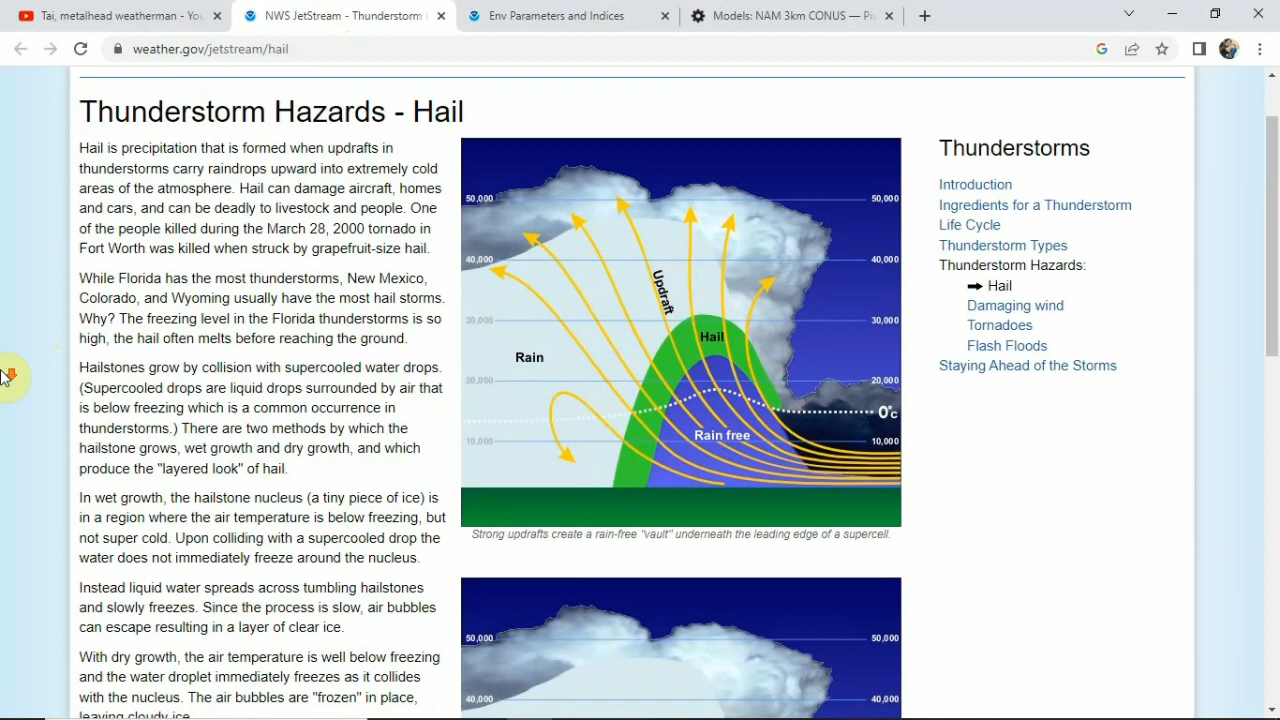 Tai, metalhead weatherman - You
NWS JetStream - Thunderstorm
Env Parameters and Indices
Models: NAM 3km CONUS — Pi
weather.gov/jetstream/hail
Thunderstorm Hazards - Hail
Hail is precipitation that is formed when updrafts in
thunderstorms carry raindrops upward into extremely cold
areas of the atmosphere. Hail can damage aircraft, homes
and cars, and can be deadly to livestock and people. One
of the people killed during the March 28, 2000 tornado in
Fort Worth was killed when struck by grapefruit-size hail.
While Florida has the most thunderstorms, New Mexico,
Colorado, and Wyoming usually have the most hail storms.
Why? The freezing level in the Florida thunderstorms is so
high, the hail often melts before reaching the ground.
Hailstones grow by collision with supercooled water drops.
(Supercooled drops are liquid drops surrounded by air that
is below freezing which is a common occurrence in
thunderstorms.) There are two methods by which the
hailstone grows, wet growth and dry growth, and which
produce the "layered look" of hail.
In wet growth, the hailstone nucleus (a tiny piece of ice) is
in a region where the air temperature is below freezing, but
not super cold. Upon colliding with a supercooled drop the
water does not immediately freeze around the nucleus.
Instead liquid water spreads across tumbling hailstones
and slowly freezes. Since the process is slow, air bubbles
can escape resulting in a layer of clear ice.
With dry growth, the air temperature is well below freezing
and the water droplet immediately freezes as it collides
with the nucleus. The air bubbles are "frozen" in place,
leaving cloudy ice.
50,000 50,000
40,000 40,000
Updraft
30,000 30,000
Hail
Rain
20,000 20,000
0°C
Rain free
10,000 10,000
Strong updrafts create a rain-free "vault" underneath the leading edge of a supercell.
50,000 50,000
40,000 40,000
Thunderstorms
Introduction
Ingredients for a Thunderstorm
Life Cycle
Thunderstorm Types
Thunderstorm Hazards:
Hail
Damaging wind
Tornadoes
Flash Floods
Staying Ahead of the Storms